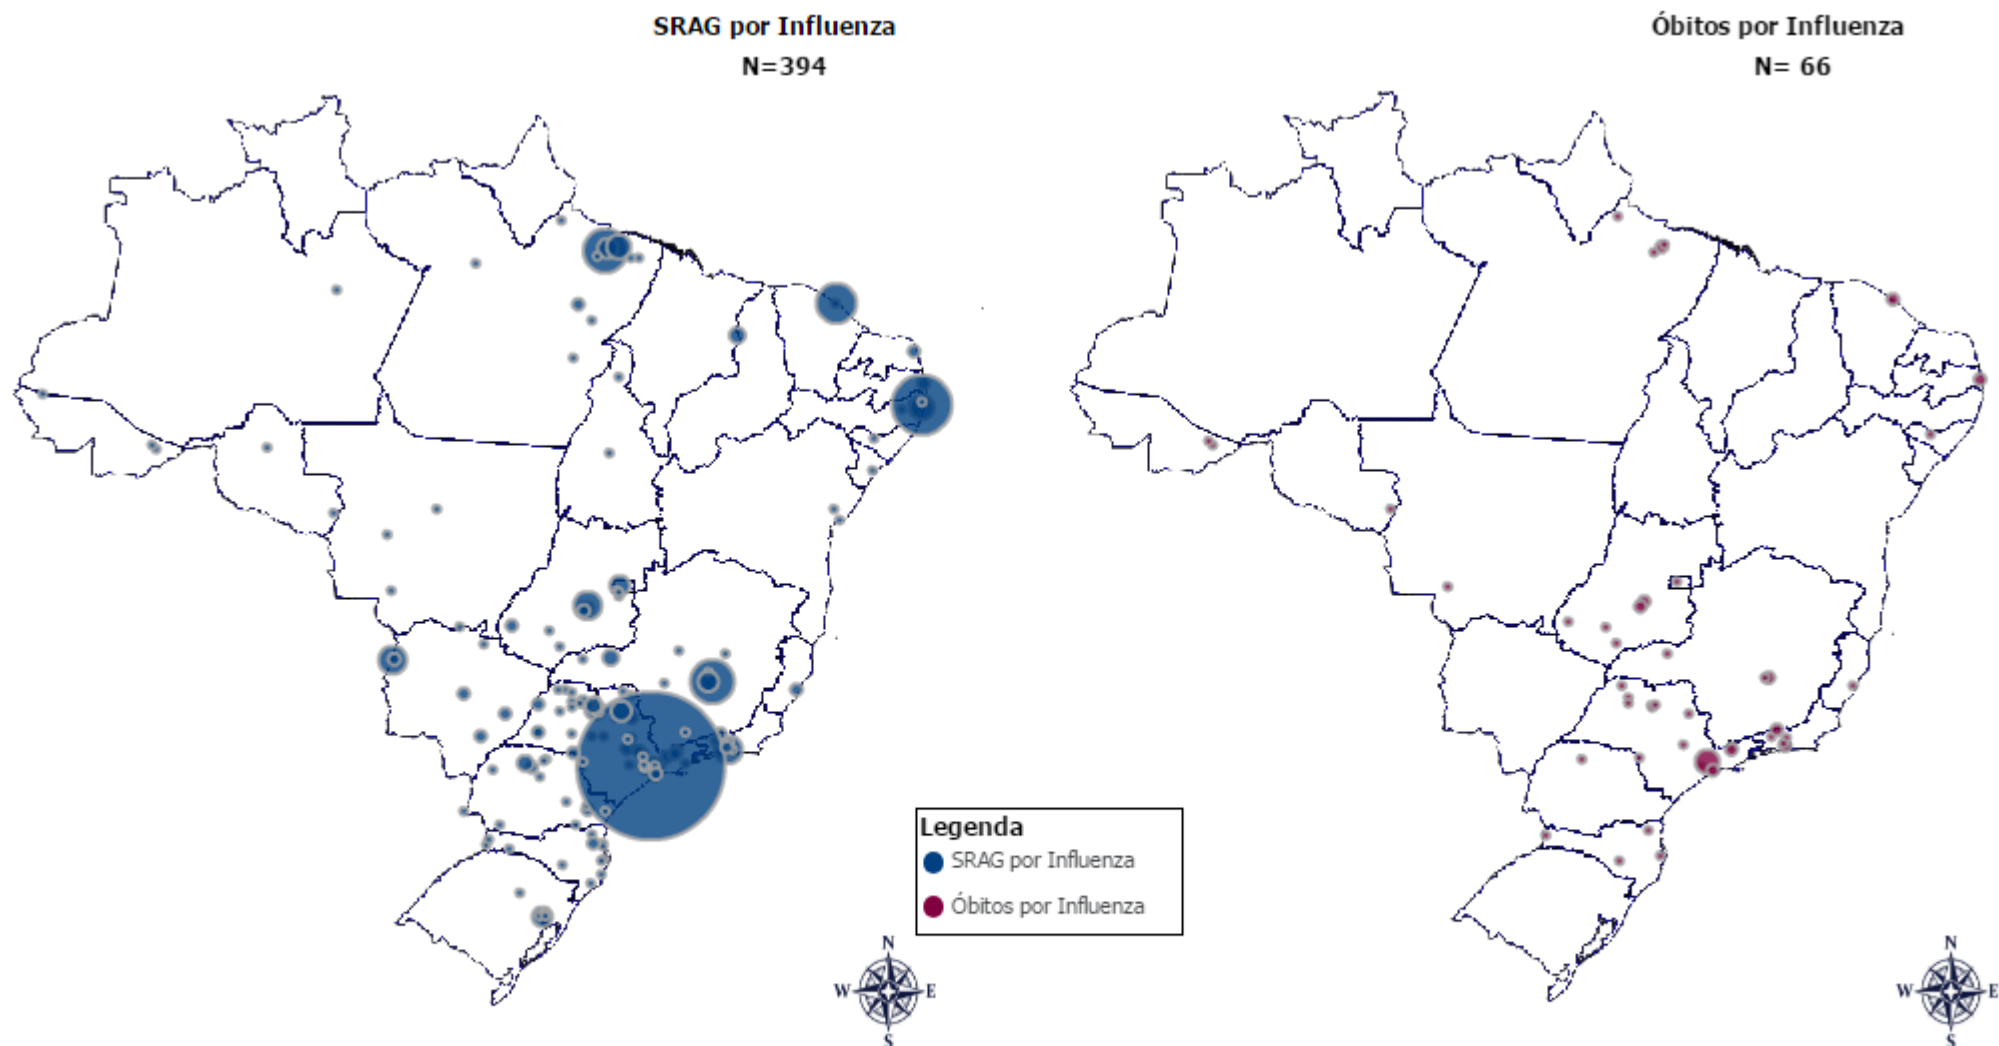 SRAG por Influenza
N=394
Óbitos por Influenza
N= 66
Legenda
SRAG por Influenza
Óbitos por Influenza
N
W E
S
N
W E
S